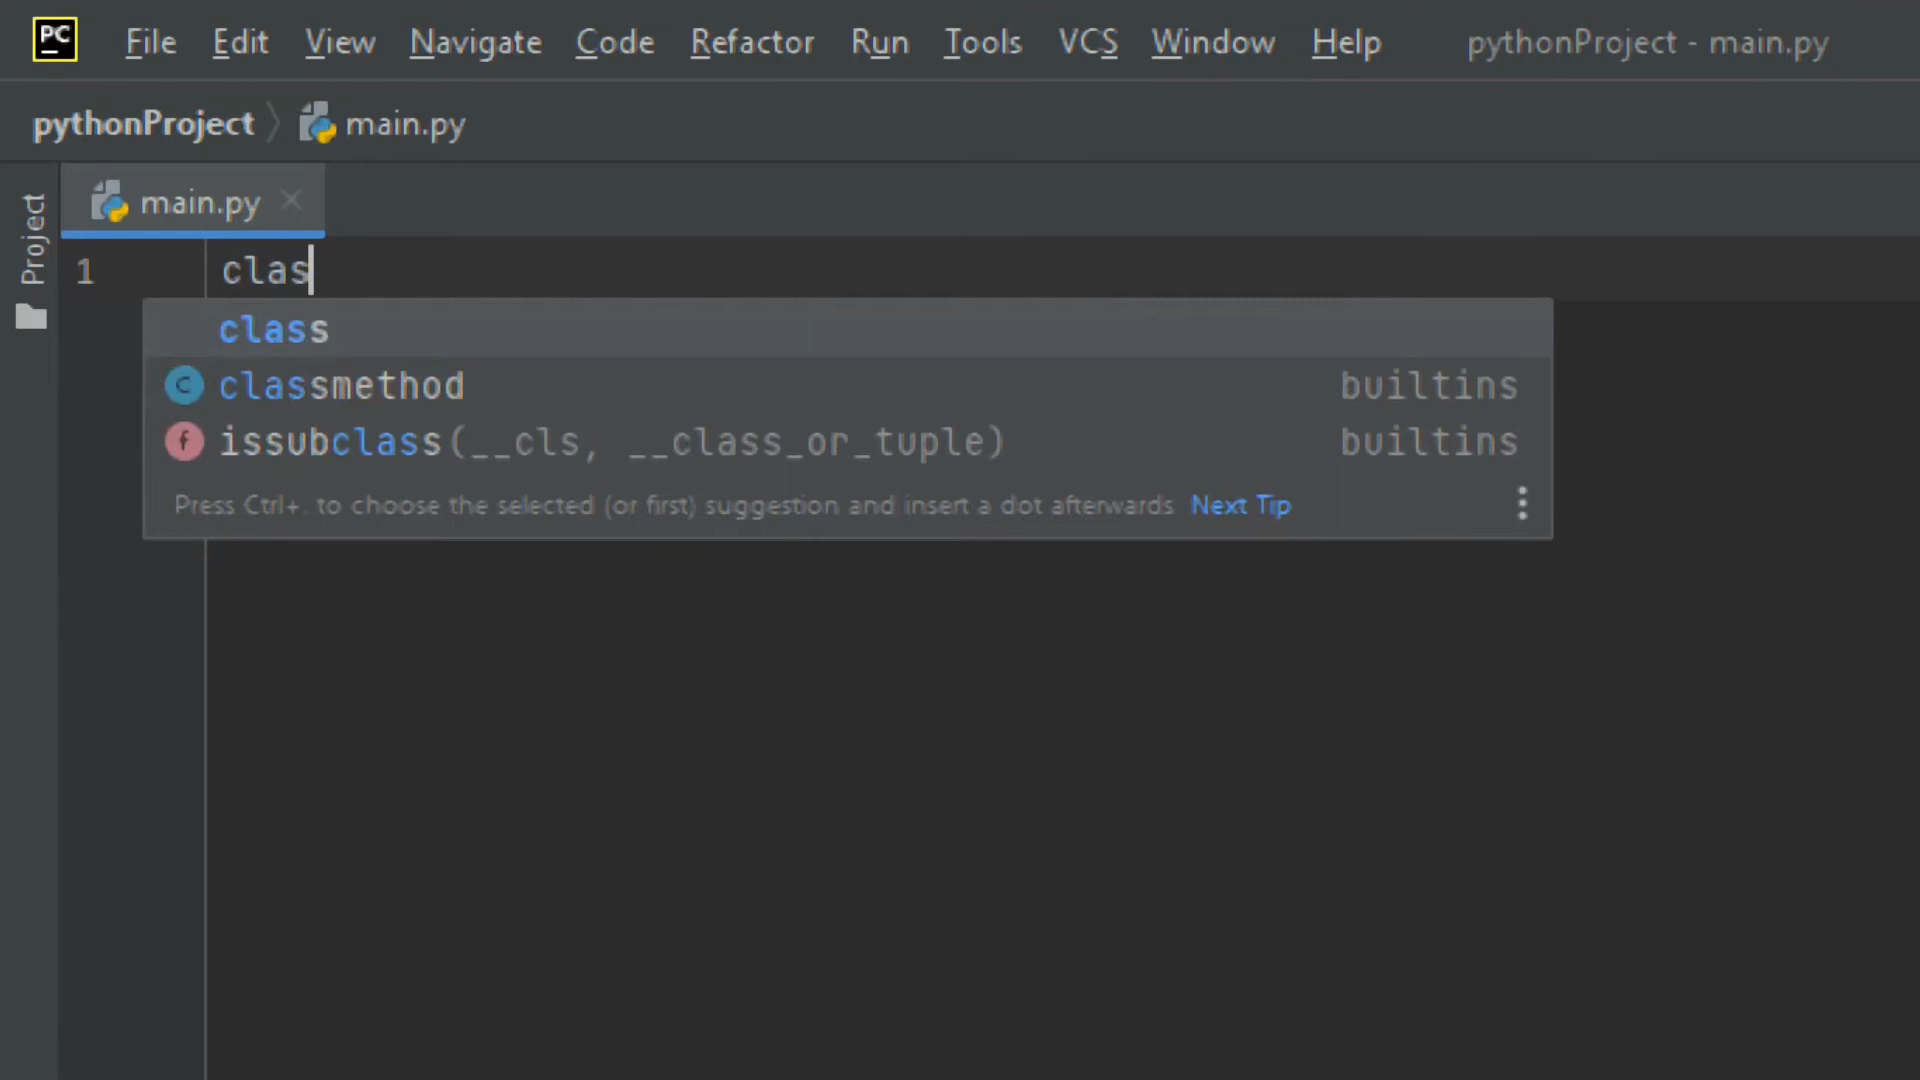 PC File Edit View Navigate Code Refactor Run Tools VCS Window Help pythonProject - main.py
pythonProject main.py
Project
main.py
1 clas
class
c classmethod builtins
f issubclass(__cls, __class_or_tuple) builtins
Press Ctrl+. to choose the selected (or first) suggestion and insert a dot afterwards Next Tip